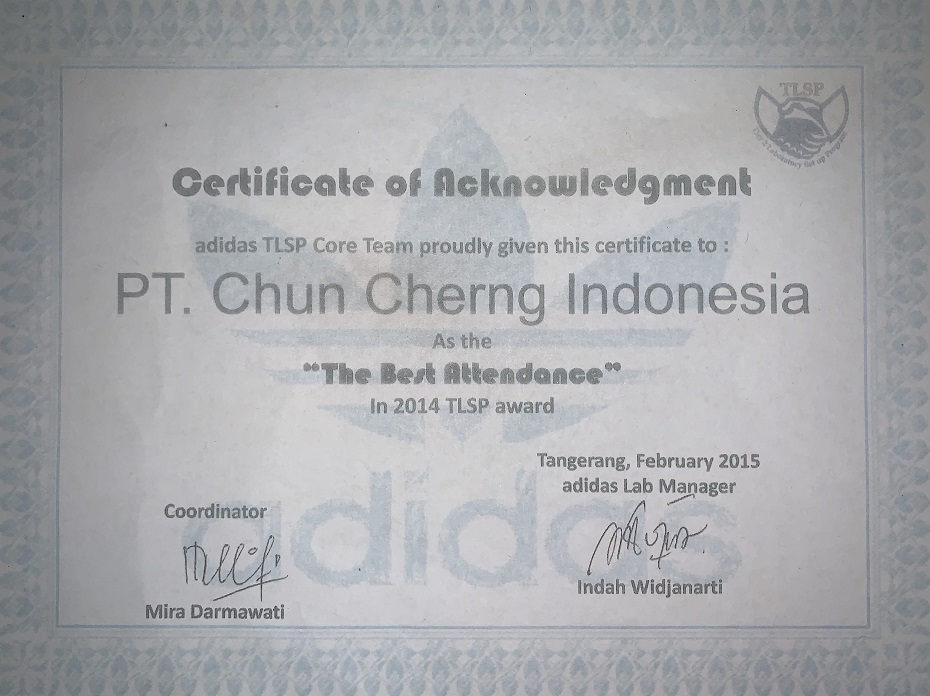 TLSP
Certificate of Acknowledgment
adidas TLSP Core Team proudly given this certificate to :
PT. Chun Cherng Indonesia
As the
“The Best Attendance”
In 2014 TLSP award
Tangerang, February 2015
adidas Lab Manager
Coordinator
adidas
Indah Widjanarti
Mira Darmawati